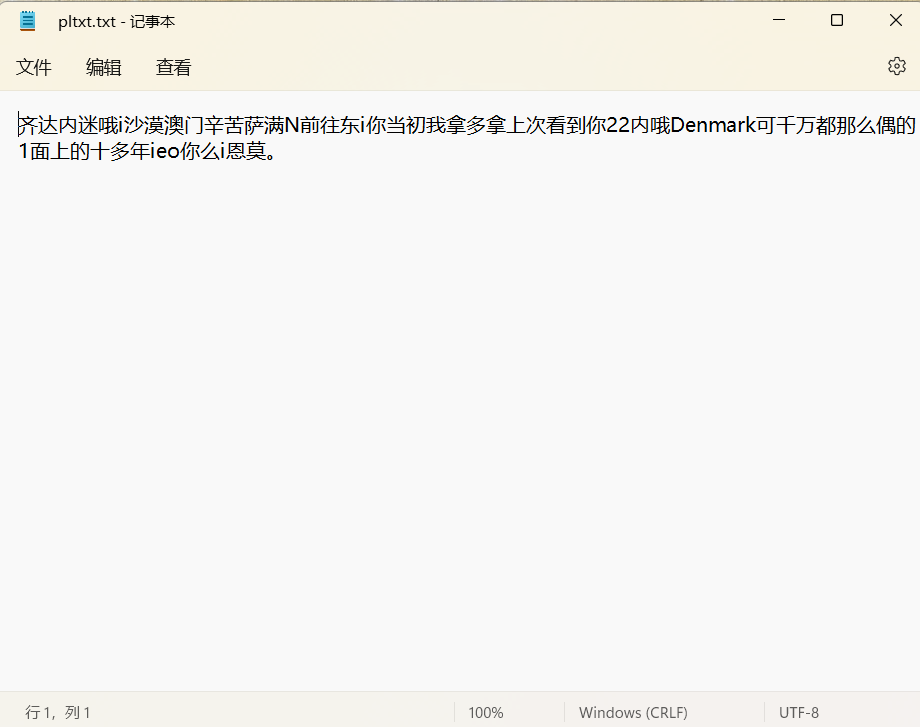 pltxt.txt - 记事本
文件 编辑 查看
齐达内迷哦i沙漠澳门辛苦萨满N前往东i你当初我拿多拿上次看到你22内哦Denmark可千万都那么偶的
1面上的十多年ieo你么i恩莫。
行 1，列 1 100% Windows (CRLF) UTF-8